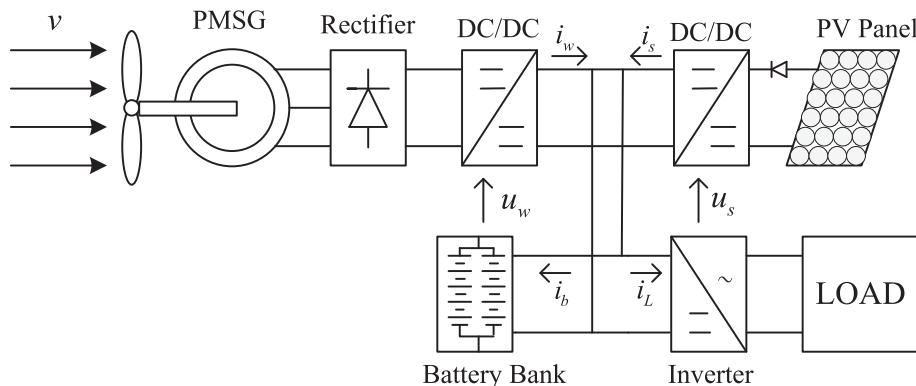 v
PMSG
Rectifier
DC/DC
i_w
i_s
DC/DC
PV Panel
u_w
u_s
i_b
i_L
~
LOAD
Battery Bank
Inverter